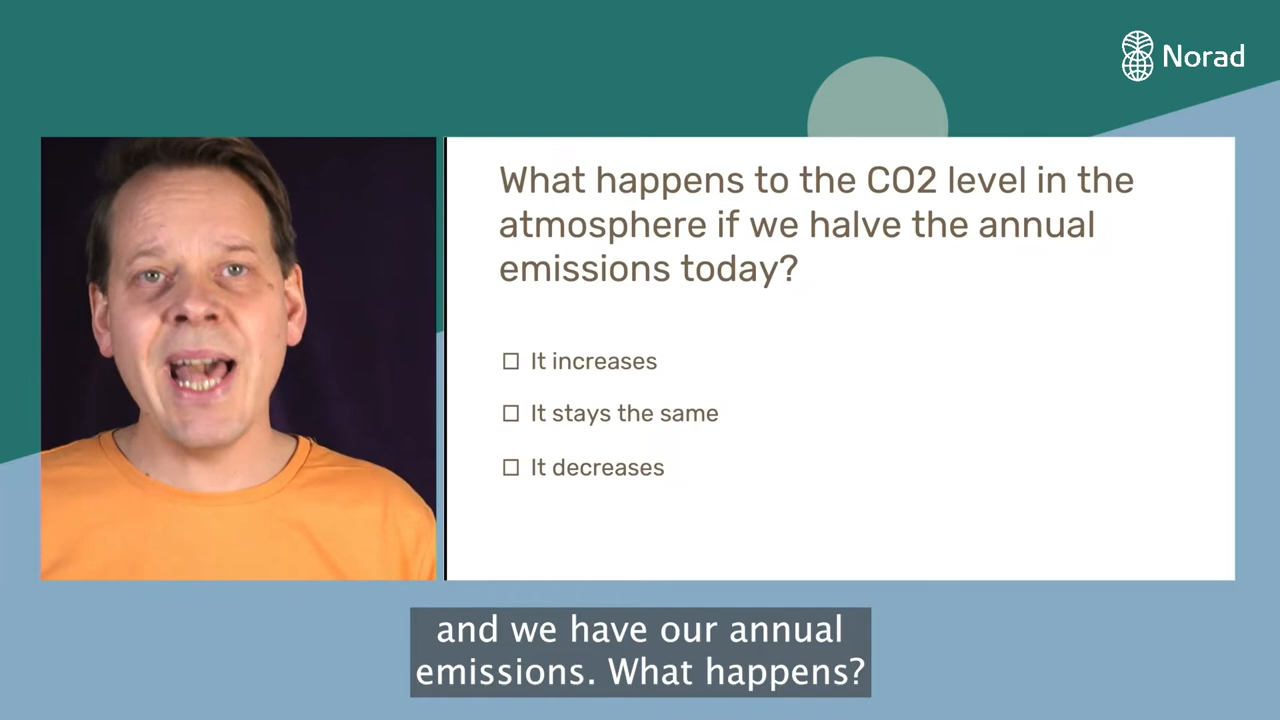 Norad
What happens to the CO2 level in the
atmosphere if we halve the annual
emissions today?
It increases
It stays the same
It decreases
and we have our annual
emissions. What happens?